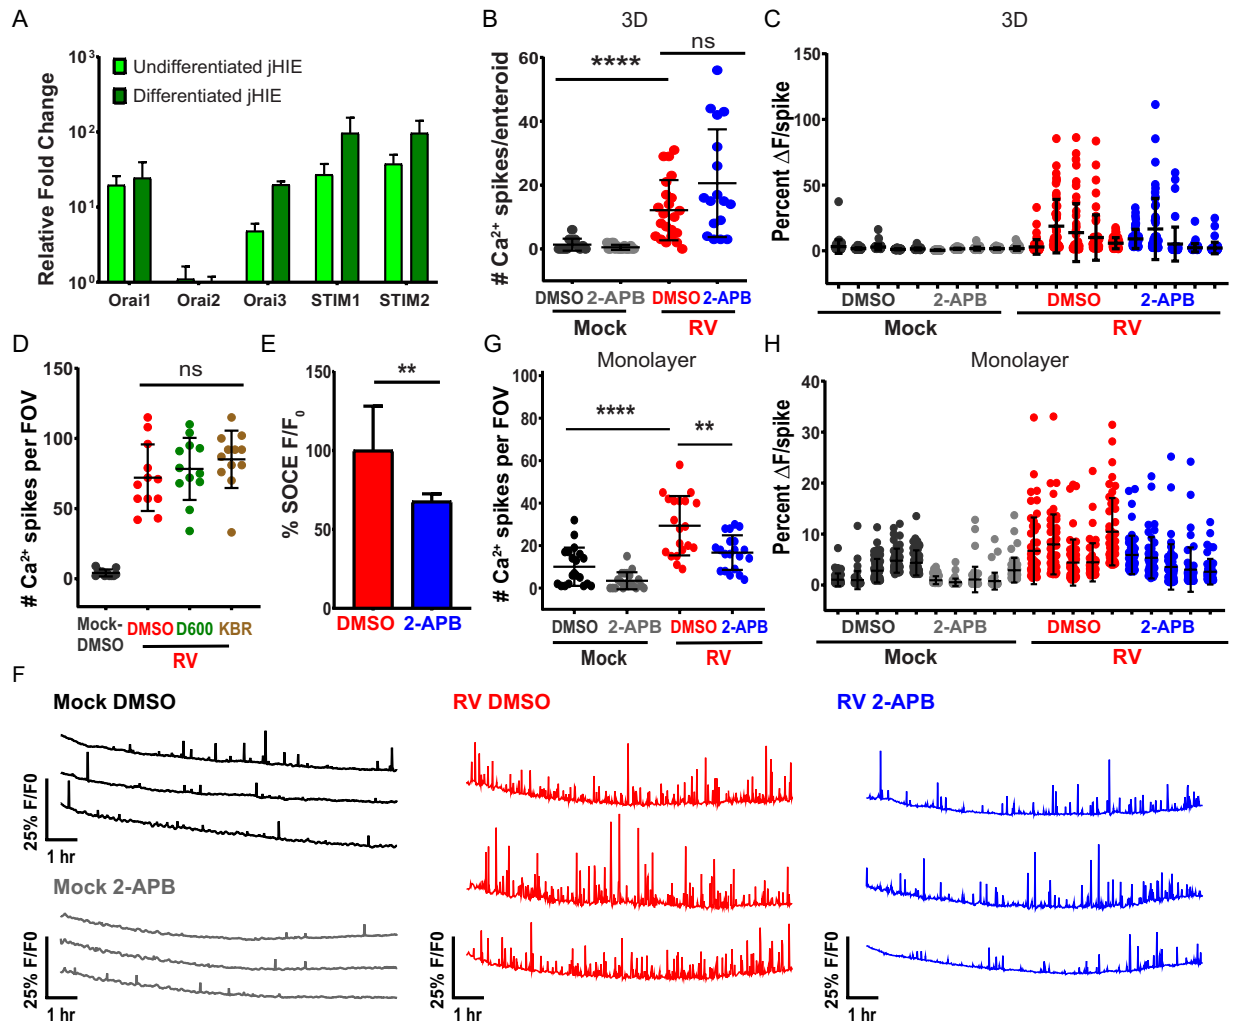 A
Relative Fold Change
10³
10²
10¹
10⁰
Undifferentiated jHIE
Differentiated jHIE
Orai1 Orai2 Orai3 STIM1 STIM2
B
3D
# Ca²⁺ spikes/enteroid
60
40
20
0
****
ns
DMSO 2-APB DMSO 2-APB
Mock RV
C
3D
Percent ΔF/spike
150
100
50
0
DMSO 2-APB DMSO 2-APB
Mock RV
D
# Ca²⁺ spikes per FOV
150
100
50
0
ns
Mock-DMSO DMSO D600 KBR
RV
E
% SOCE F/F₀
150
100
50
0
**
DMSO 2-APB
G
Monolayer
# Ca²⁺ spikes per FOV
100
80
60
40
20
0
****
**
DMSO 2-APB DMSO 2-APB
Mock RV
H
Monolayer
Percent ΔF/spike
40
30
20
10
0
DMSO 2-APB DMSO 2-APB
Mock RV
F
Mock DMSO
25% F/F0
1 hr
Mock 2-APB
25% F/F0
1 hr
RV DMSO
25% F/F0
1 hr
RV 2-APB
25% F/F0
1 hr